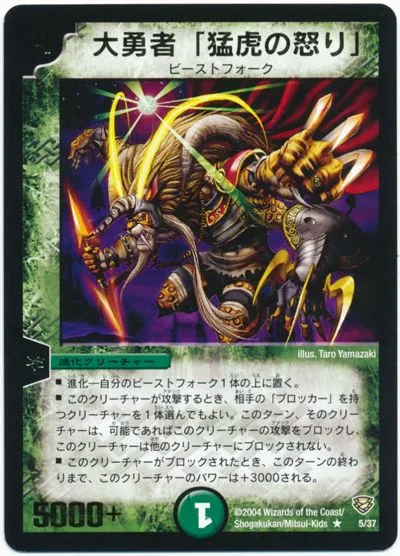 大勇者「猛虎の怒り」
ビーストフォーク
illus. Taro Yamazaki
進化クリーチャー
■ 進化ー自分のビーストフォーク1体の上に置く。
■ このクリーチャーが攻撃するとき、相手の「ブロッカー」を持
つクリーチャーを1体選んでもよい。このターン、そのクリー
チャーは、可能であればこのクリーチャーの攻撃をブロックし、
このクリーチャーは他のクリーチャーにブロックされない。
■ このクリーチャーがブロックされたとき、このターンの終わ
りまで、このクリーチャーのパワーは+3000される。
5000+
1
©2004 Wizards of the Coast/
Shogakukan/Mitsui-Kids ★ 5/37